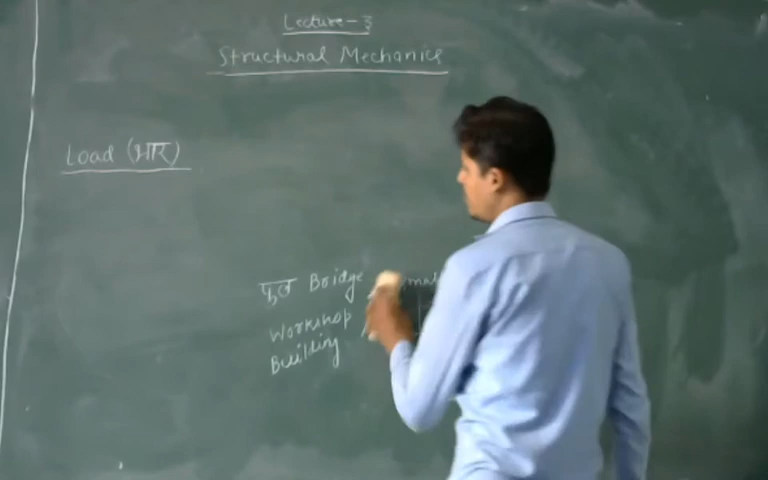 Lecture-3
Structural Mechanics
Load (भार)
पुल Bridge
Workshop
Building